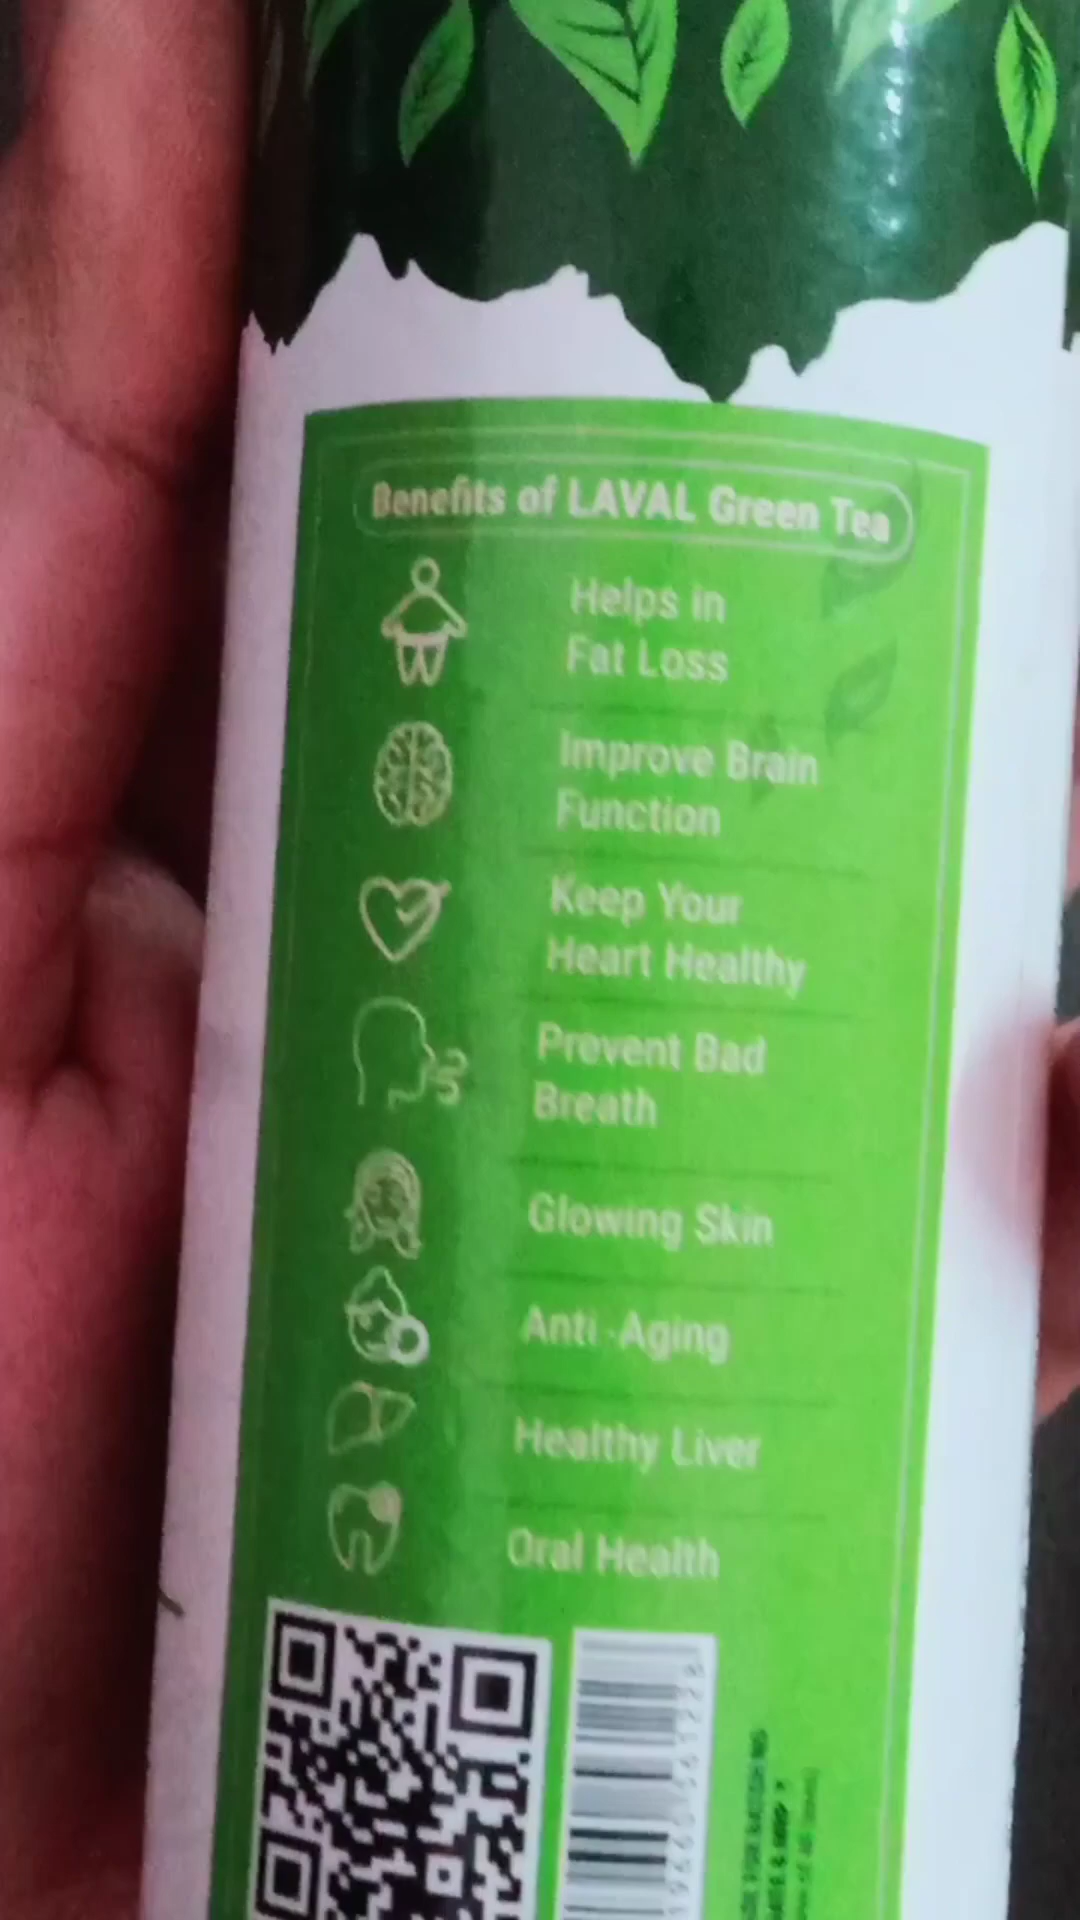 Benefits of LAVAL Green Tea
Helps in
Fat Loss
Improve Brain
Function
Keep Your
Heart Healthy
Prevent Bad
Breath
Glowing Skin
Anti-Aging
Healthy Liver
Oral Health